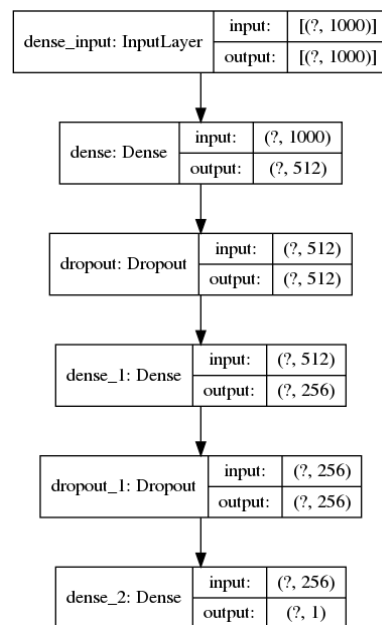 dense_input: InputLayer
input: [(?, 1000)]
output: [(?, 1000)]
dense: Dense
input: (?, 1000)
output: (?, 512)
dropout: Dropout
input: (?, 512)
output: (?, 512)
dense_1: Dense
input: (?, 512)
output: (?, 256)
dropout_1: Dropout
input: (?, 256)
output: (?, 256)
dense_2: Dense
input: (?, 256)
output: (?, 1)